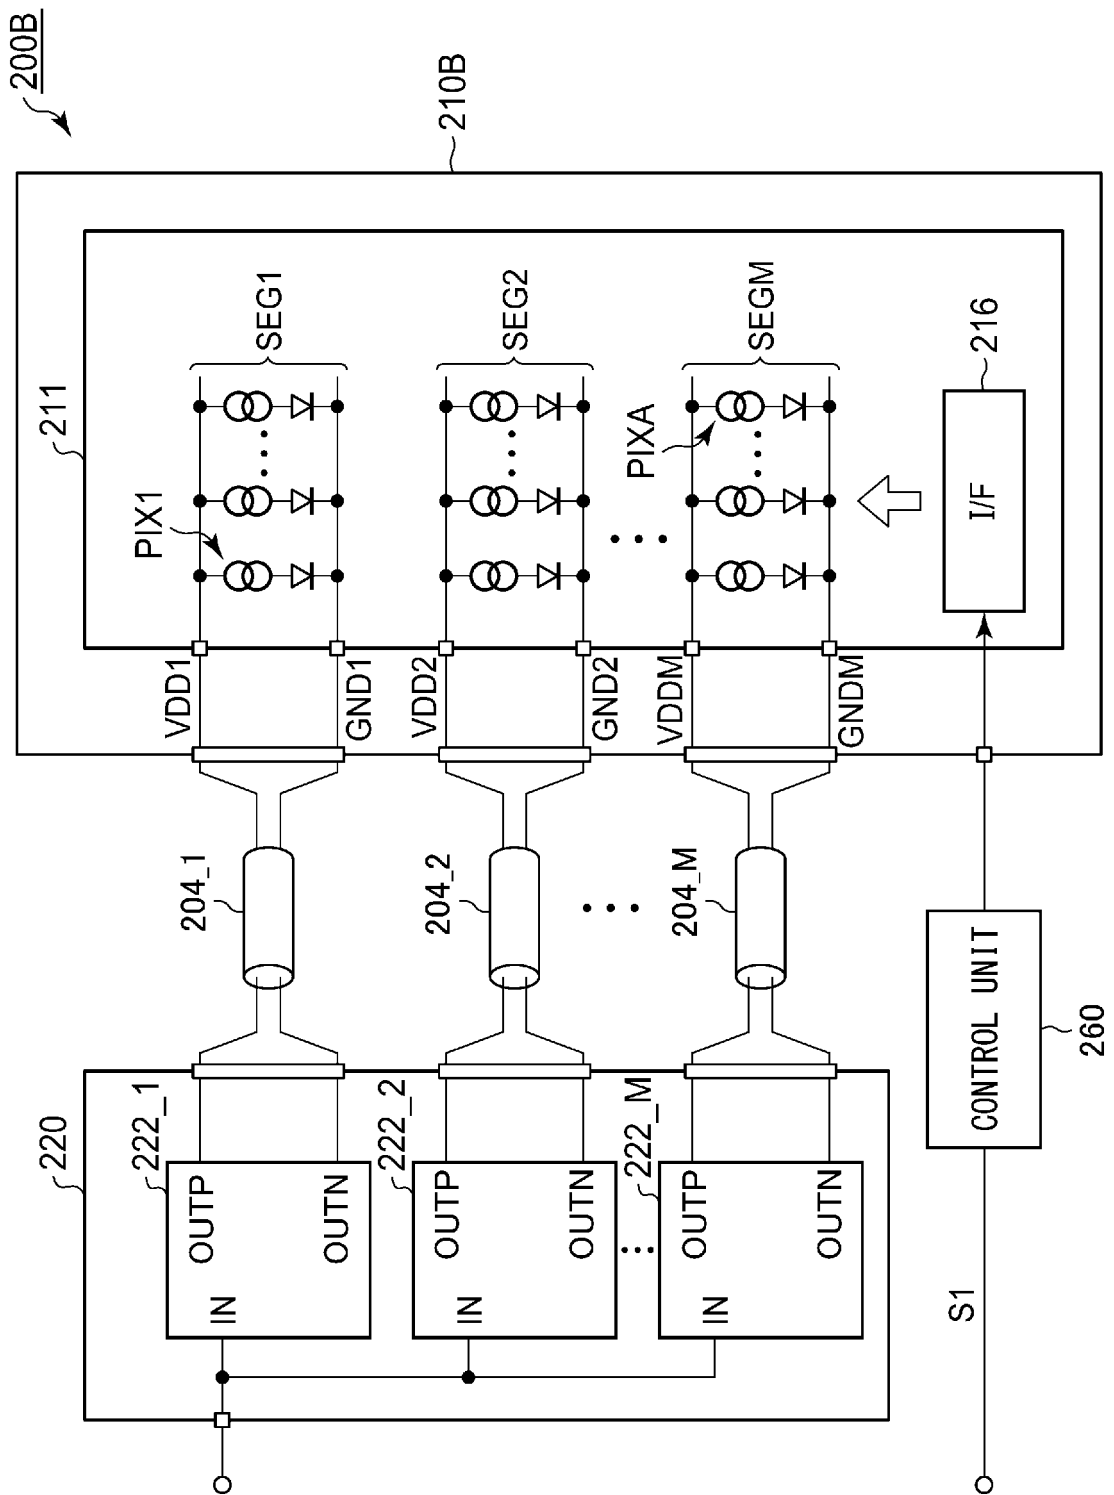 200B
210B
211
SEG1
SEG2
SEGM
PIX1
PIXA
216
I/F
VDD1
GND1
VDD2
GND2
VDDM
GNDM
204_1
204_2
204_M
220
222_1
OUTP
OUTN
IN
222_2
OUTP
OUTN
IN
222_M
OUTP
OUTN
IN
CONTROL UNIT
260
S1